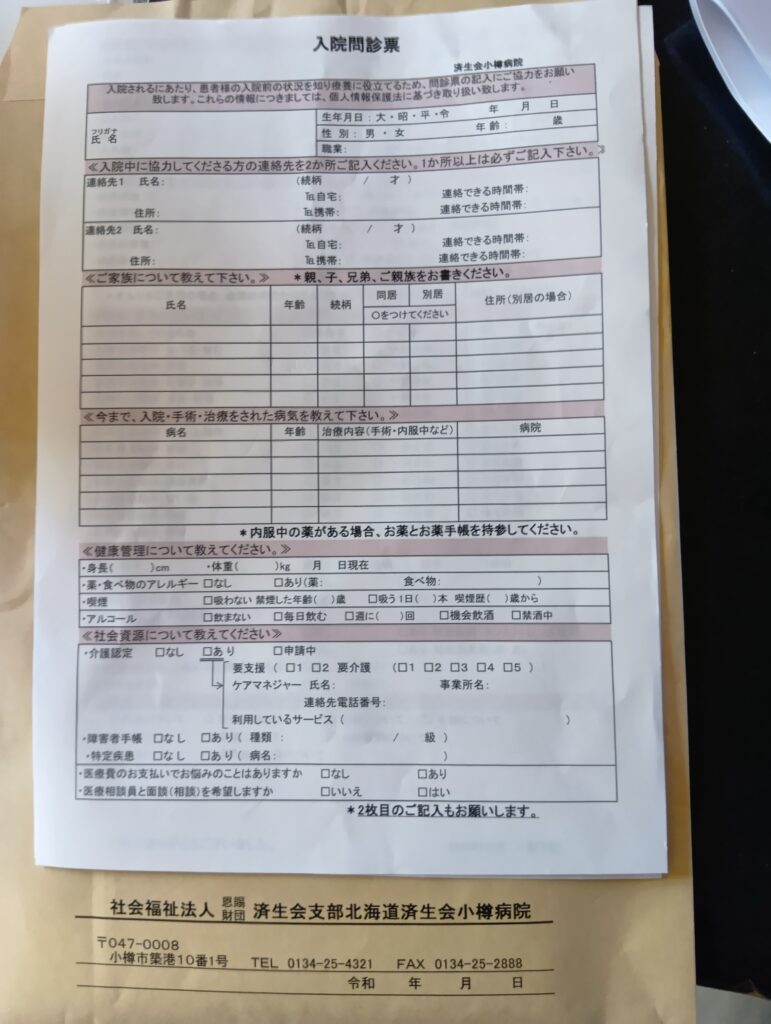 入院問診票
済生会小樽病院
入院されるにあたり、患者様の入院前の状況を知り療養に役立てるため、問診票の記入にご協力をお願い
致します。これらの情報につきましては、個人情報保護法に基づき取り扱い致します。
フリガナ
氏名
生年月日：大・昭・平・令 年 月 日
性別：男・女 年齢： 歳
職業：
≪入院中に協力してくださる方の連絡先を2か所ご記入ください。1か所以上は必ずご記入下さい。≫
連絡先1 氏名： (続柄 / 才 )
℡自宅： 連絡できる時間帯：
住所： ℡携帯： 連絡できる時間帯：
連絡先2 氏名： (続柄 / 才 )
℡自宅： 連絡できる時間帯：
住所： ℡携帯： 連絡できる時間帯：
≪ご家族について教えて下さい。≫ ＊親、子、兄弟、ご親族をお書きください。
氏名 年齢 続柄 同居 別居 住所(別居の場合)
○をつけてください
≪今まで、入院・手術・治療をされた病気を教えて下さい。≫
病名 年齢 治療内容(手術・内服中など) 病院
＊内服中の薬がある場合、お薬とお薬手帳を持参してください。
≪健康管理について教えてください。≫
・身長( )cm ・体重( )kg 月 日現在
・薬・食べ物のアレルギー □なし □あり(薬： 食べ物： )
・喫煙 □吸わない 禁煙した年齢( )歳 □吸う 1日( )本 喫煙歴( )歳から
・アルコール □飲まない □毎日飲む □週に( )回 □機会飲酒 □禁酒中
≪社会資源について教えてください≫
・介護認定 □なし □あり □申請中
要支援 ( □1 □2 要介護 (□1 □2 □3 □4 □5 )
ケアマネジャー 氏名： 事業所名：
連絡先電話番号：
利用しているサービス ( )
・障害者手帳 □なし □あり( 種類 ： / 級 )
・特定疾患 □なし □あり( 病名： )
・医療費のお支払いでお悩みのことはありますか □なし □あり
・医療相談員と面談(相談)を希望しますか □いいえ □はい
＊2枚目のご記入もお願いします。
社会福祉法人 恩賜財団 済生会支部北海道済生会小樽病院
〒047-0008
小樽市築港10番1号 TEL 0134-25-4321 FAX 0134-25-2888
令和 年 月 日